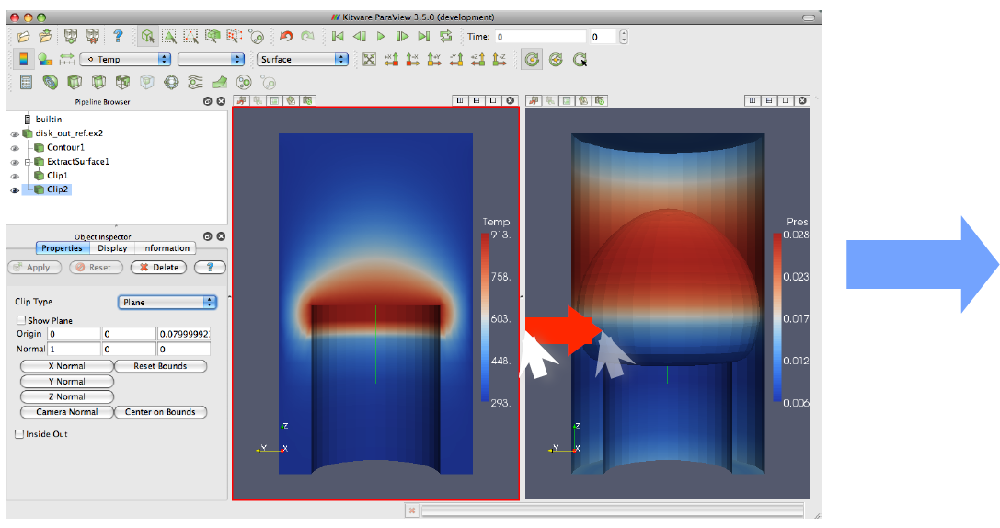 Kitware ParaView 3.5.0 (development)
?
Time: 0 0
Temp Surface
+X -X +Y -Y +Z -Z
Pipeline Browser
builtin:
disk_out_ref.ex2
Contour1
ExtractSurface1
Clip1
Clip2
Object Inspector
Properties Display Information
Apply Reset Delete ?
Clip Type Plane
Show Plane
Origin 0 0 0.07999992
Normal 1 0 0
X Normal Reset Bounds
Y Normal
Z Normal
Camera Normal Center on Bounds
Inside Out
Temp
913.
758.
603.
448.
293.
Z
Y X
Pres
0.028
0.023
0.017
0.012
0.006
Z
Y X